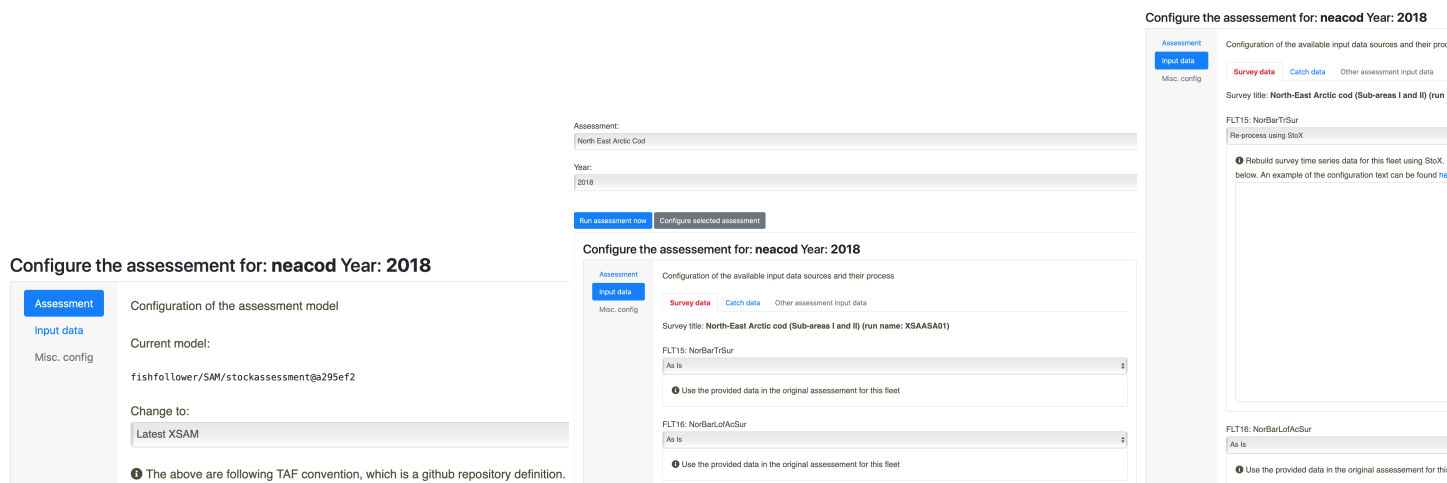 Configure the assessement for: neacod Year: 2018
Assessment
Input data
Misc. config
Configuration of the assessment model
Current model:
fishfollower/SAM/stockassessment@a295ef2
Change to:
Latest XSAM
The above are following TAF convention, which is a github repository definition.
Assessment:
North East Arctic Cod
Year:
2018
Run assessment now
Configure selected assessment
Configure the assessement for: neacod Year: 2018
Assessment
Input data
Misc. config
Configuration of the available input data sources and their process
Survey data
Catch data
Other assessment input data
Survey title: North-East Arctic cod (Sub-areas I and II) (run name: XSAASA01)
FLT15: NorBarTrSur
As Is
Use the provided data in the original assessement for this fleet
FLT16: NorBarLofAcSur
As Is
Use the provided data in the original assessement for this fleet
Configure the assessement for: neacod Year: 2018
Assessment
Input data
Misc. config
Configuration of the available input data sources and their proc
Survey data
Catch data
Other assessment input data
Survey title: North-East Arctic cod (Sub-areas I and II) (run
FLT15: NorBarTrSur
Re-process using StoX
Rebuild survey time series data for this fleet using StoX.
below. An example of the configuration text can be found he
FLT16: NorBarLofAcSur
As Is
Use the provided data in the original assessement for this